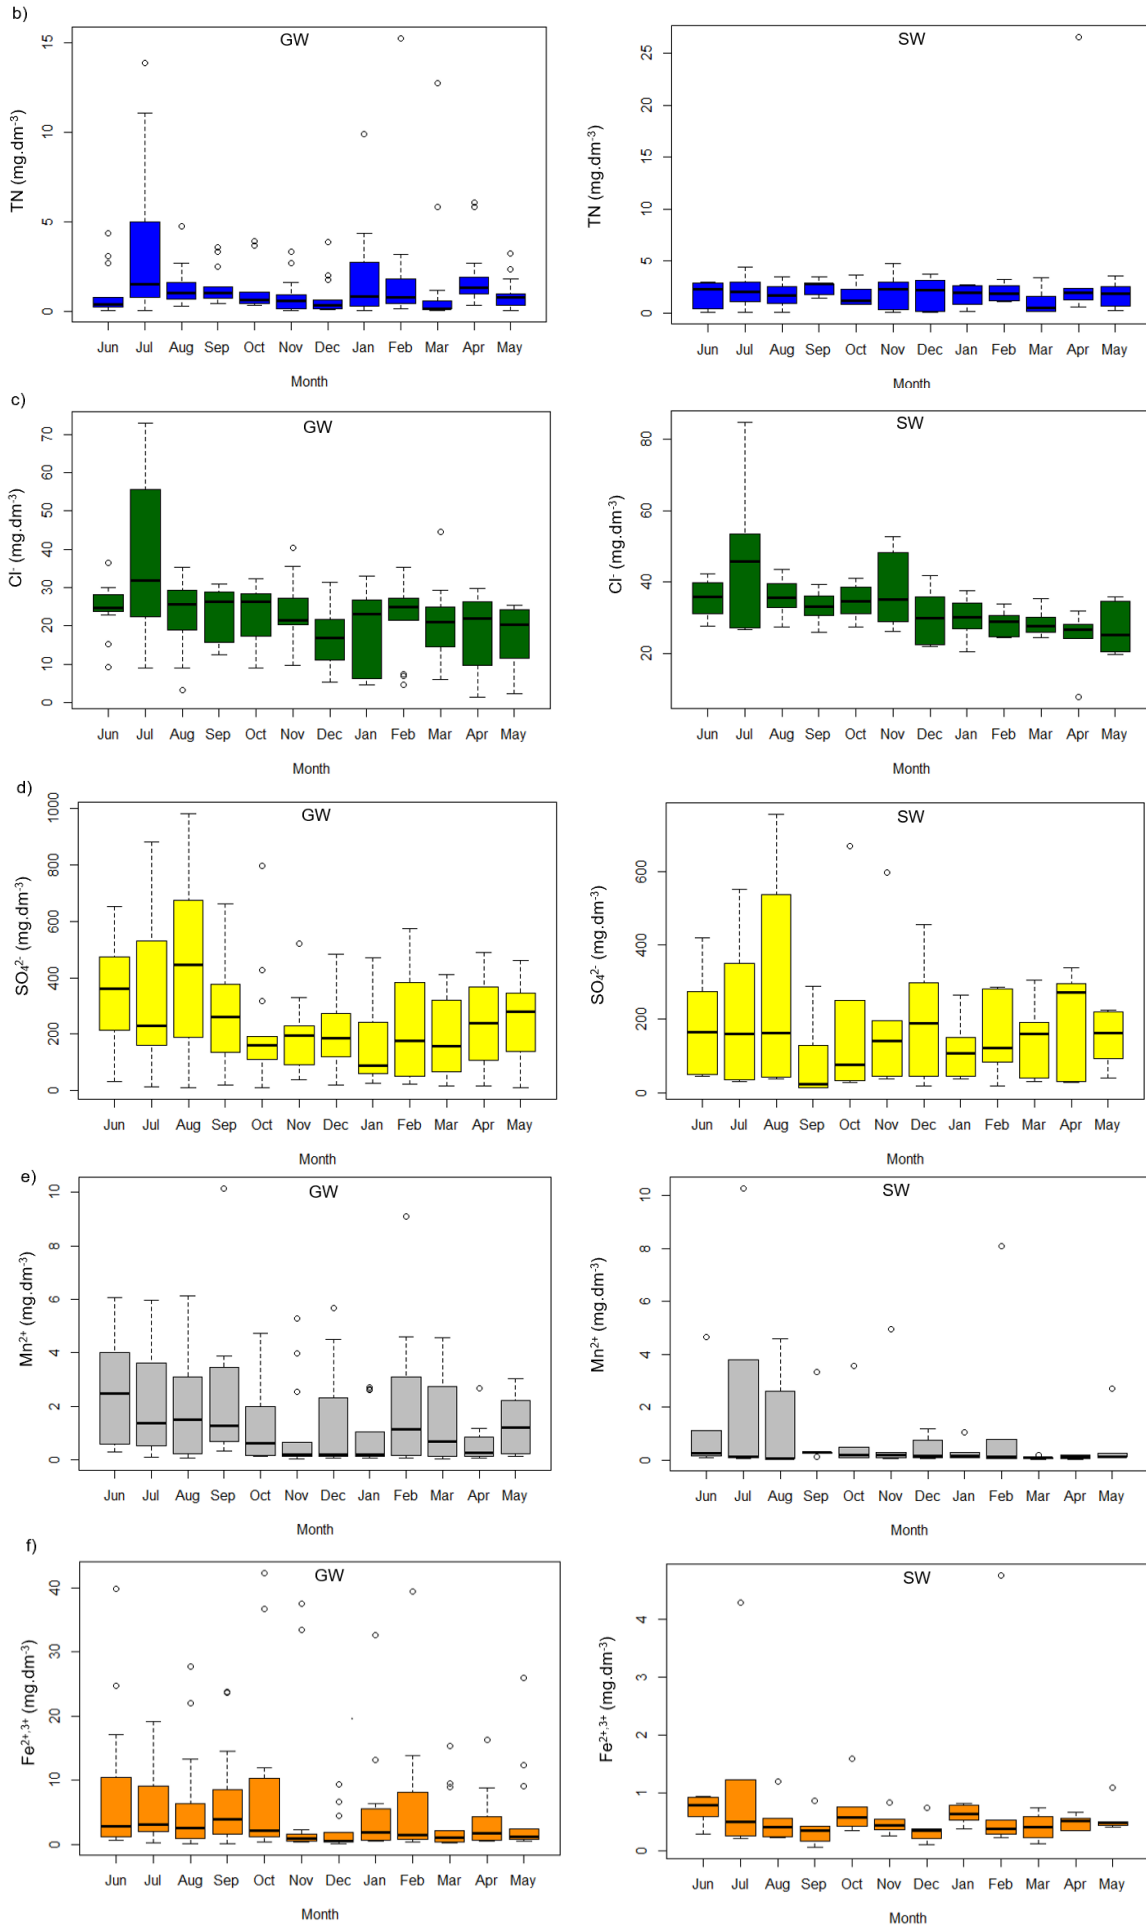 b)
GW
TN (mg.dm-3)
15
10
5
0
Jun Jul Aug Sep Oct Nov Dec Jan Feb Mar Apr May
Month
SW
TN (mg.dm-3)
25
20
15
10
5
0
Jun Jul Aug Sep Oct Nov Dec Jan Feb Mar Apr May
Month
c)
GW
Cl- (mg.dm-3)
70
60
50
40
30
20
10
0
Jun Jul Aug Sep Oct Nov Dec Jan Feb Mar Apr May
Month
SW
Cl- (mg.dm-3)
80
60
40
20
Jun Jul Aug Sep Oct Nov Dec Jan Feb Mar Apr May
Month
d)
GW
SO₄²⁻ (mg.dm-3)
1000
800
600
400
200
0
Jun Jul Aug Sep Oct Nov Dec Jan Feb Mar Apr May
Month
SW
SO₄²⁻ (mg.dm-3)
600
400
200
0
Jun Jul Aug Sep Oct Nov Dec Jan Feb Mar Apr May
Month
e)
GW
Mn²⁺ (mg.dm-3)
10
8
6
4
2
0
Jun Jul Aug Sep Oct Nov Dec Jan Feb Mar Apr May
Month
SW
Mn²⁺ (mg.dm-3)
10
8
6
4
2
0
Jun Jul Aug Sep Oct Nov Dec Jan Feb Mar Apr May
Month
f)
GW
Fe²⁺,³⁺ (mg.dm-3)
40
30
20
10
0
Jun Jul Aug Sep Oct Nov Dec Jan Feb Mar Apr May
Month
SW
Fe²⁺,³⁺ (mg.dm-3)
4
3
2
1
0
Jun Jul Aug Sep Oct Nov Dec Jan Feb Mar Apr May
Month